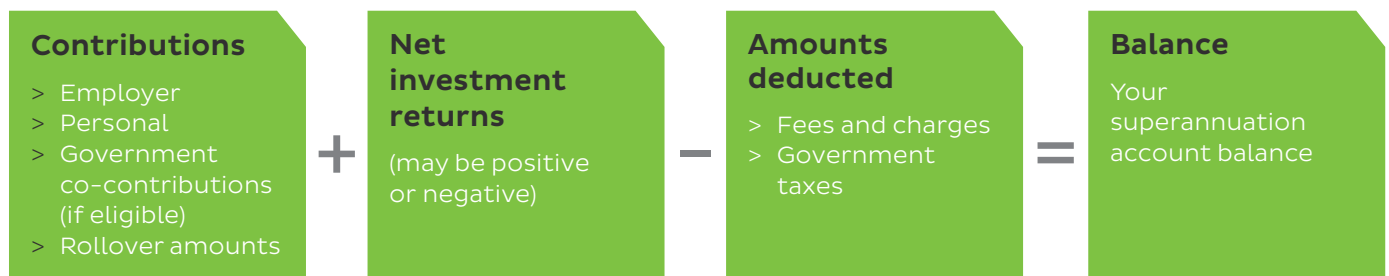 Contributions
> Employer
> Personal
> Government
co-contributions
(if eligible)
> Rollover amounts
+
Net
investment
returns
(may be positive
or negative)
−
Amounts
deducted
> Fees and charges
> Government
taxes
=
Balance
Your
superannuation
account balance